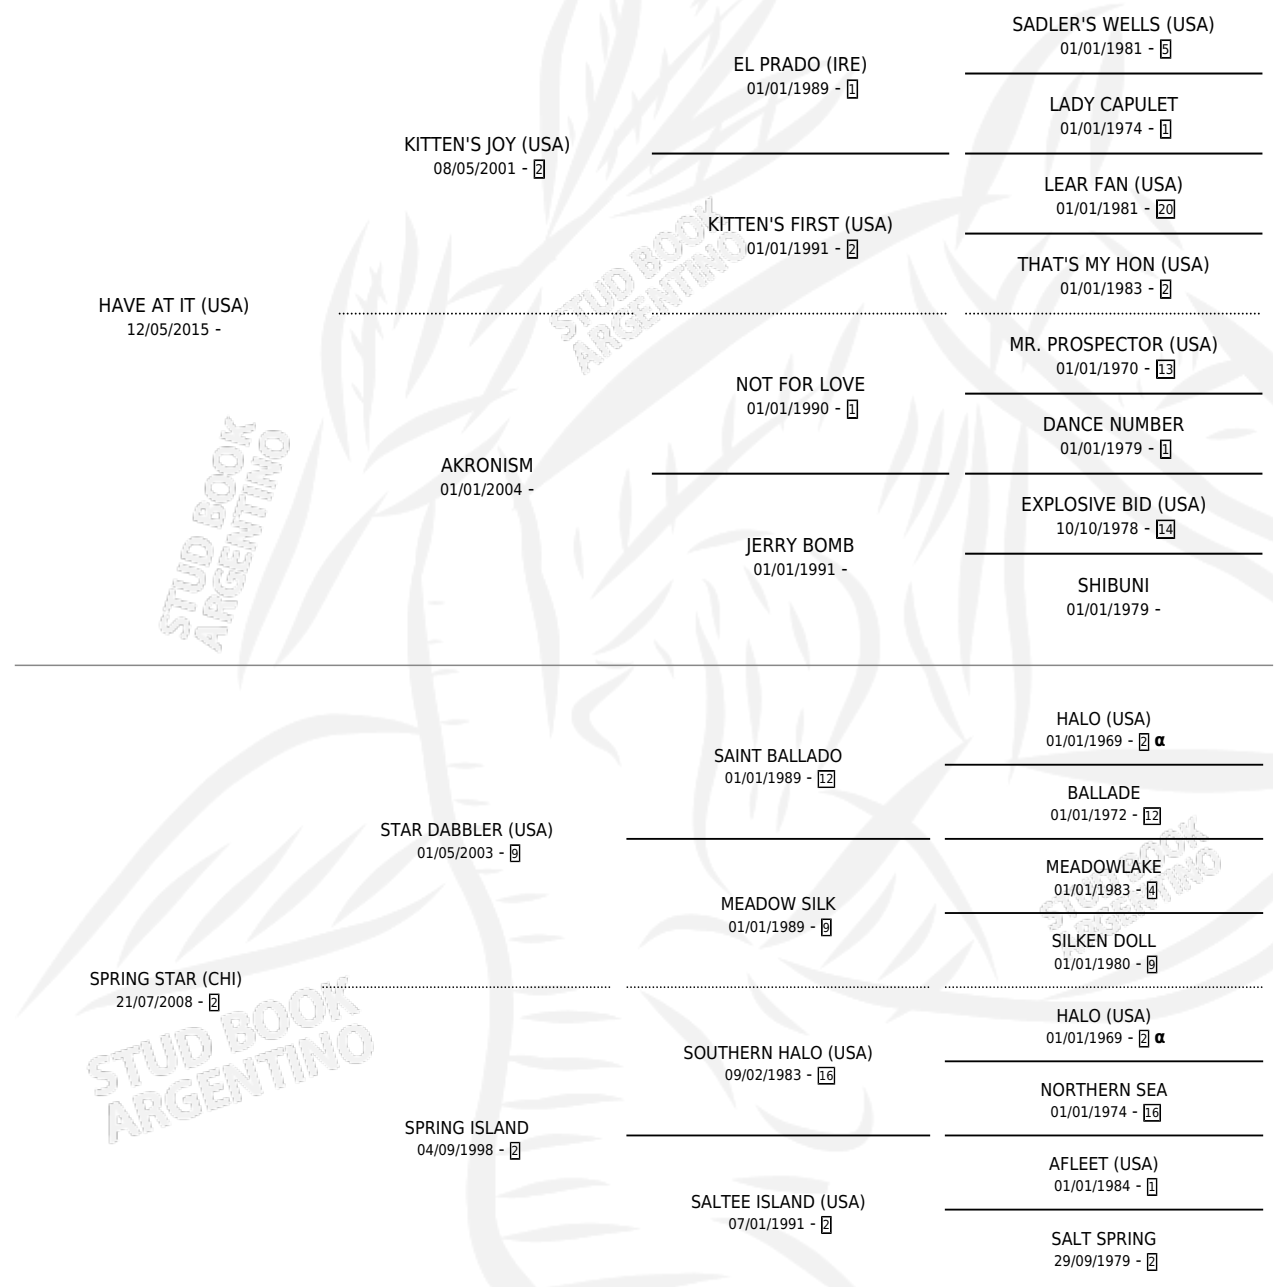 SADLER'S WELLS (USA)
01/01/1981 - 5
EL PRADO (IRE)
01/01/1989 - 1
LADY CAPULET
01/01/1974 - 1
KITTEN'S JOY (USA)
08/05/2001 - 2
LEAR FAN (USA)
01/01/1981 - 20
KITTEN'S FIRST (USA)
01/01/1991 - 2
THAT'S MY HON (USA)
01/01/1983 - 2
HAVE AT IT (USA)
12/05/2015 -
MR. PROSPECTOR (USA)
01/01/1970 - 13
NOT FOR LOVE
01/01/1990 - 1
DANCE NUMBER
01/01/1979 - 1
AKRONISM
01/01/2004 -
EXPLOSIVE BID (USA)
10/10/1978 - 14
JERRY BOMB
01/01/1991 -
SHIBUNI
01/01/1979 -
HALO (USA)
01/01/1969 - 2 α
SAINT BALLADO
01/01/1989 - 12
BALLADE
01/01/1972 - 12
STAR DABBLER (USA)
01/05/2003 - 9
MEADOWLAKE
01/01/1983 - 4
MEADOW SILK
01/01/1989 - 9
SILKEN DOLL
01/01/1980 - 9
SPRING STAR (CHI)
21/07/2008 - 2
HALO (USA)
01/01/1969 - 2 α
SOUTHERN HALO (USA)
09/02/1983 - 16
NORTHERN SEA
01/01/1974 - 16
SPRING ISLAND
04/09/1998 - 2
AFLEET (USA)
01/01/1984 - 1
SALTEE ISLAND (USA)
07/01/1991 - 2
SALT SPRING
29/09/1979 - 2
STUD BOOK
ARGENTINO
STUD BOOK
ARGENTINO
STUD BOOK
ARGENTINO
STUD BOOK
ARGENTINO